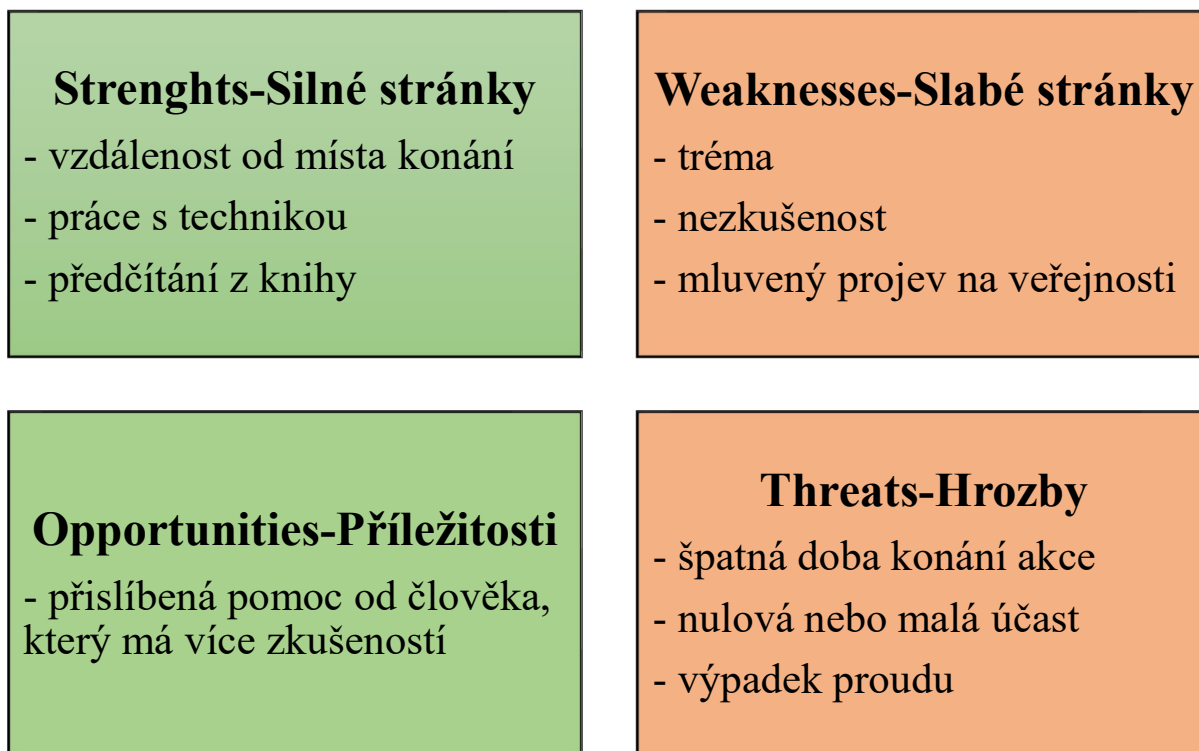 Strenghts-Silné stránky
- vzdálenost od místa konání
- práce s technikou
- předčítání z knihy
Weaknesses-Slabé stránky
- tréma
- nezkušenost
- mluvený projev na veřejnosti
Opportunities-Příležitosti
- přislíbená pomoc od člověka,
který má více zkušeností
Threats-Hrozby
- špatná doba konání akce
- nulová nebo malá účast
- výpadek proudu